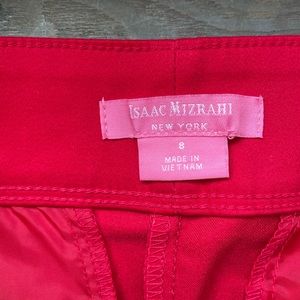 ISAAC MIZRAHI
NEW YORK
8
MADE IN
VIETNAM